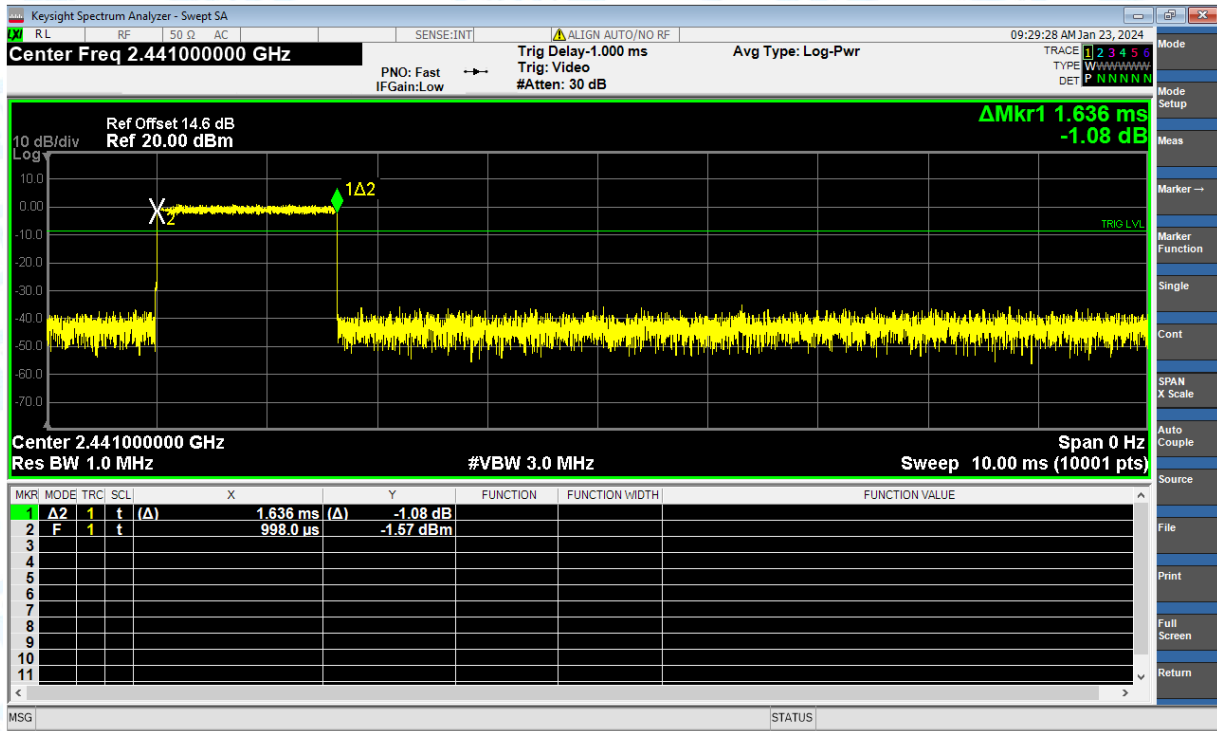 Keysight Spectrum Analyzer - Swept SA
LXI RL RF 50 Ω AC SENSE:INT ALIGN AUTO/NO RF 09:29:28 AM Jan 23, 2024
Center Freq 2.441000000 GHz
PNO: Fast
IFGain:Low
Trig Delay-1.000 ms
Trig: Video
#Atten: 30 dB
Avg Type: Log-Pwr
TRACE 1 2 3 4 5 6
TYPE WWWWWW
DET P NNNNN
ΔMkr1 1.636 ms
-1.08 dB
Ref Offset 14.6 dB
10 dB/div Ref 20.00 dBm
Log
10.0
1Δ2
0.00
2
TRIG LVL
-10.0
-20.0
-30.0
-40.0
-50.0
-60.0
-70.0
Center 2.441000000 GHz Span 0 Hz
Res BW 1.0 MHz #VBW 3.0 MHz Sweep 10.00 ms (10001 pts)
MKR MODE TRC SCL X Y FUNCTION FUNCTION WIDTH FUNCTION VALUE
1 Δ2 1 t (Δ) 1.636 ms (Δ) -1.08 dB
2 F 1 t 998.0 µs -1.57 dBm
3
4
5
6
7
8
9
10
11
MSG STATUS
Mode
Mode
Setup
Meas
Marker →
Marker
Function
Single
Cont
SPAN
X Scale
Auto
Couple
Source
File
Print
Full
Screen
Return